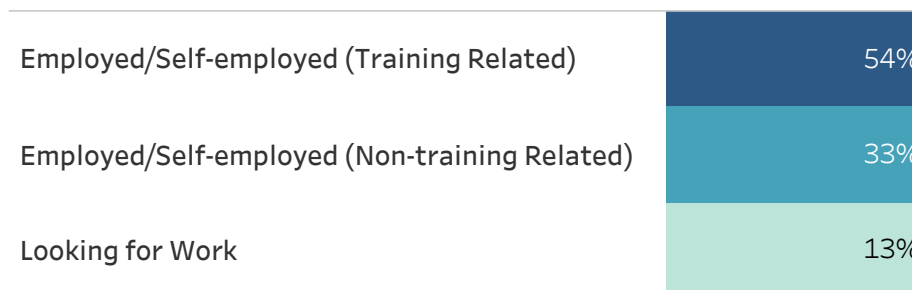 Employed/Self-employed (Training Related) 54%
Employed/Self-employed (Non-training Related) 33%
Looking for Work 13%